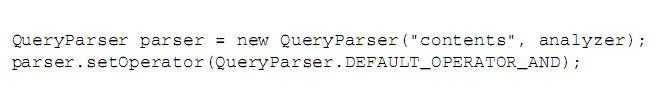 QueryParser parser = new QueryParser("contents", analyzer);
parser.setOperator(QueryParser.DEFAULT_OPERATOR_AND);